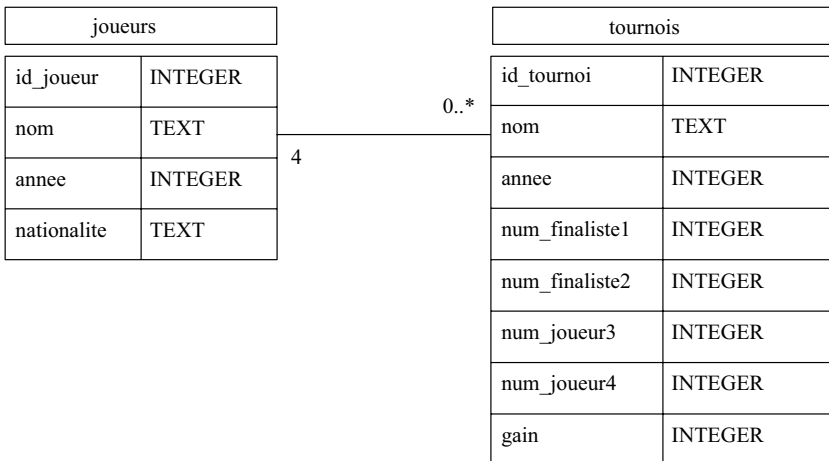 joueurs
id_joueur INTEGER
nom TEXT
annee INTEGER
nationalite TEXT
4
0..*
tournois
id_tournoi INTEGER
nom TEXT
annee INTEGER
num_finaliste1 INTEGER
num_finaliste2 INTEGER
num_joueur3 INTEGER
num_joueur4 INTEGER
gain INTEGER